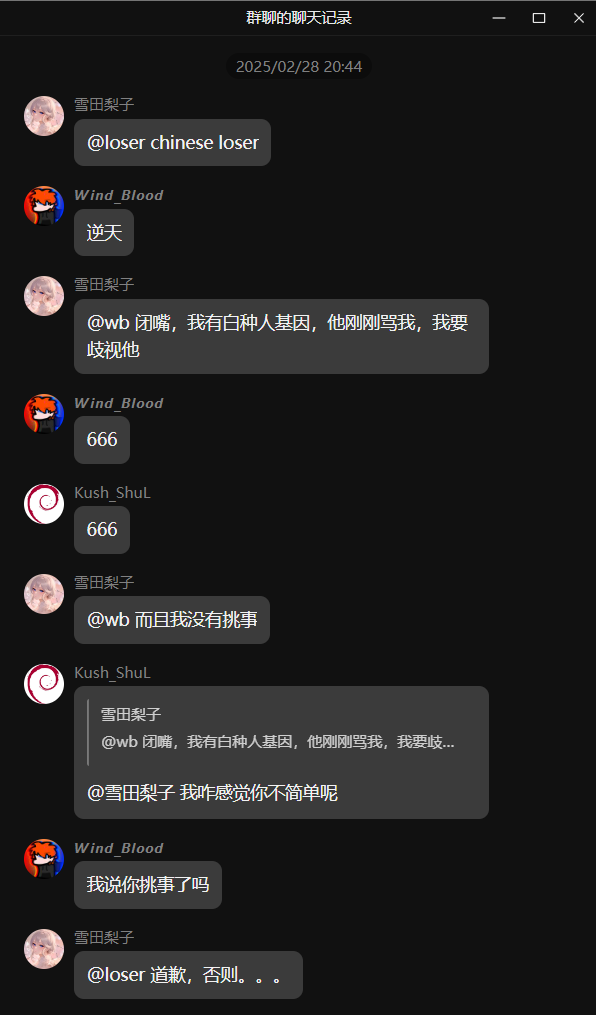 群聊的聊天记录
2025/02/28 20:44
雪田梨子
@loser chinese loser
Wind_Blood
逆天
雪田梨子
@wb 闭嘴，我有白种人基因，他刚刚骂我，我要
歧视他
Wind_Blood
666
Kush_ShuL
666
雪田梨子
@wb 而且我没有挑事
Kush_ShuL
雪田梨子
@wb 闭嘴，我有白种人基因，他刚刚骂我，我要歧...
@雪田梨子 我咋感觉你不简单呢
Wind_Blood
我说你挑事了吗
雪田梨子
@loser 道歉，否则。。。